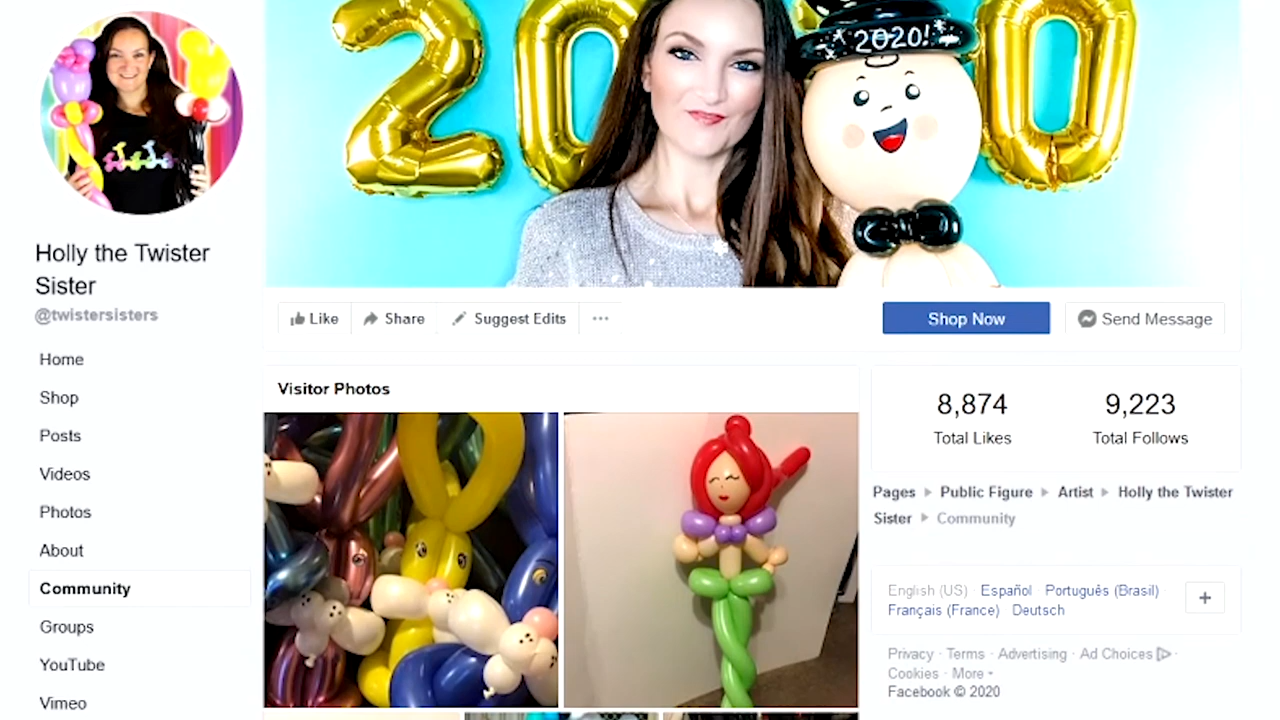 2020!
Holly the Twister
Sister
@twistersisters
Home
Shop
Posts
Videos
Photos
About
Community
Groups
YouTube
Vimeo
Like
Share
Suggest Edits
Shop Now
Send Message
Visitor Photos
8,874
Total Likes
9,223
Total Follows
Pages Public Figure Artist Holly the Twister
Sister Community
English (US) Español Português (Brasil)
Français (France) Deutsch
Privacy · Terms · Advertising · Ad Choices ·
Cookies · More
Facebook © 2020